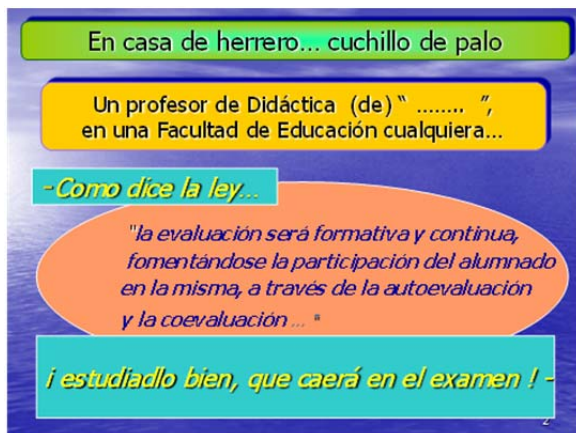 En casa de herrero... cuchillo de palo
Un profesor de Didáctica (de) “ ........ ”,
en una Facultad de Educación cualquiera...
-Como dice la ley...
"la evaluación será formativa y continua,
fomentándose la participación del alumnado
en la misma, a través de la autoevaluación
y la coevaluación ... "
¡ estudiadlo bien, que caerá en el examen ! -
2